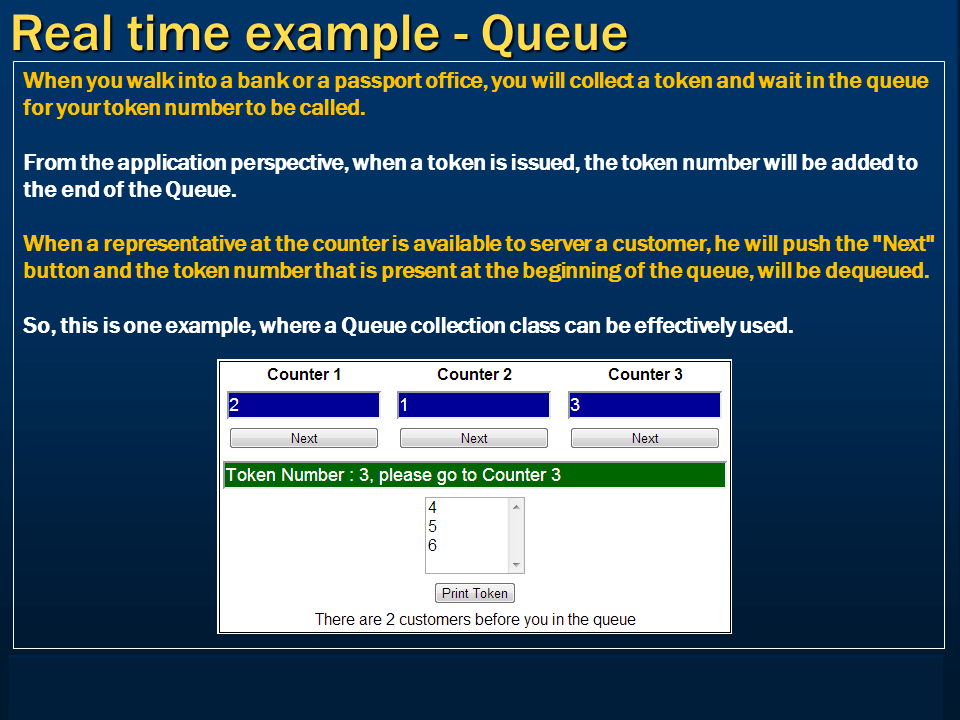 Real time example - Queue
When you walk into a bank or a passport office, you will collect a token and wait in the queue
for your token number to be called.
From the application perspective, when a token is issued, the token number will be added to
the end of the Queue.
When a representative at the counter is available to server a customer, he will push the "Next"
button and the token number that is present at the beginning of the queue, will be dequeued.
So, this is one example, where a Queue collection class can be effectively used.
Counter 1 Counter 2 Counter 3
2 1 3
Next Next Next
Token Number : 3, please go to Counter 3
4
5
6
Print Token
There are 2 customers before you in the queue